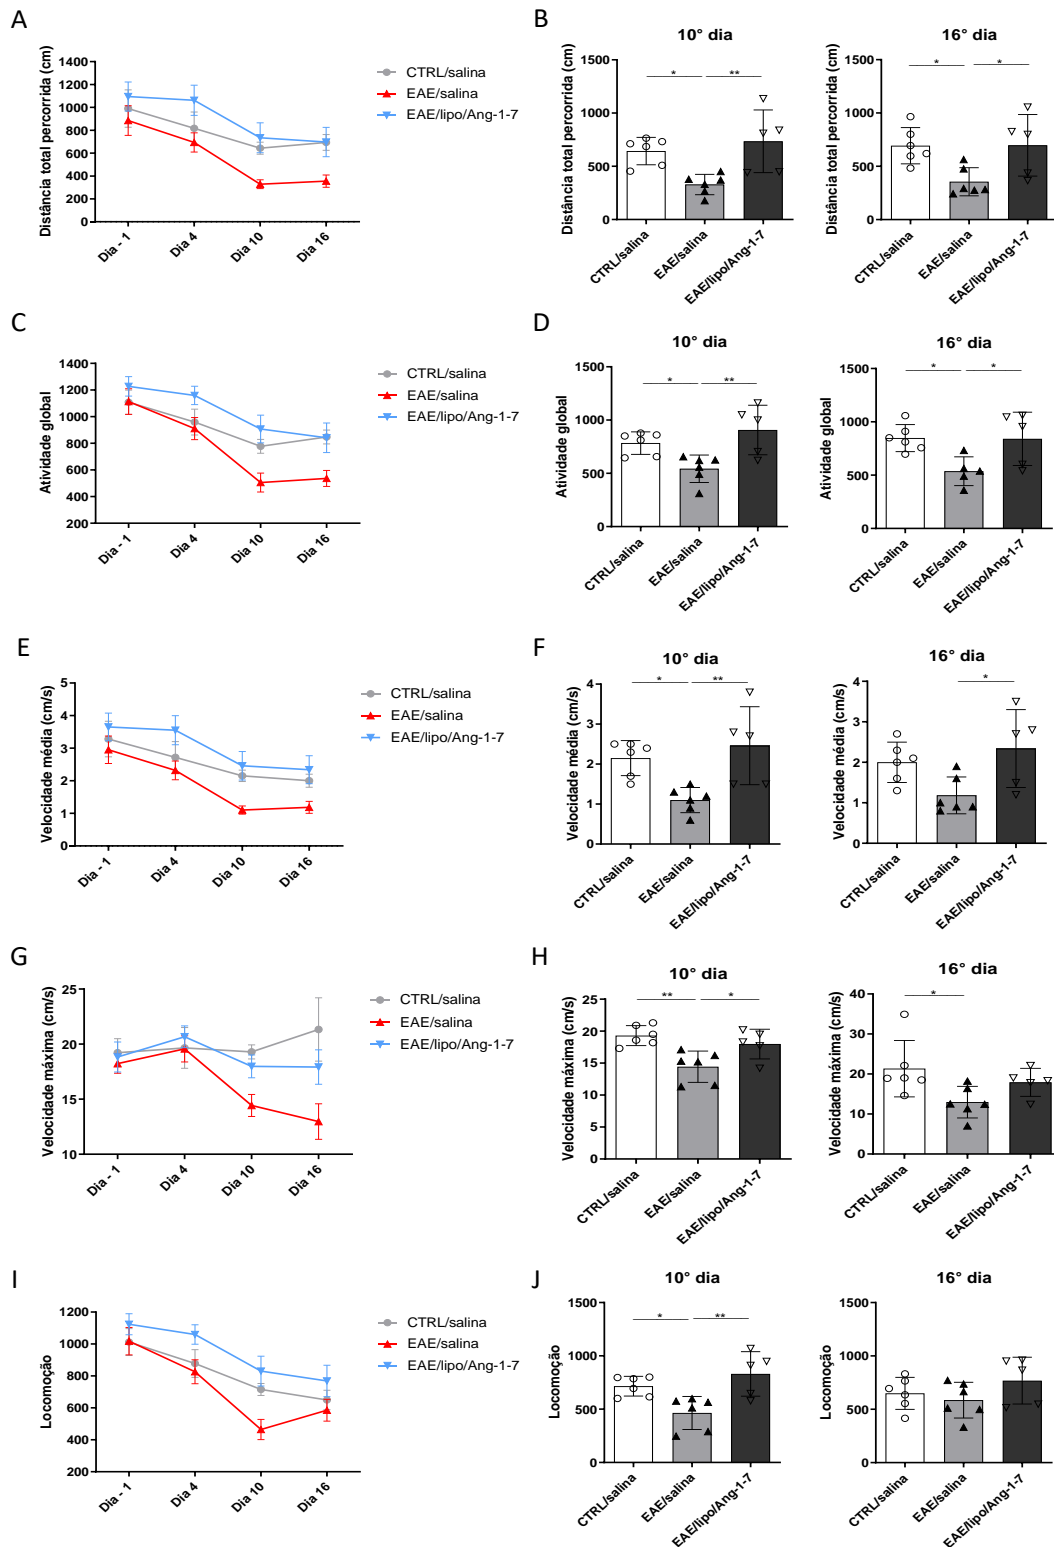 A
Distância total percorrida (cm)
1400
1200
1000
800
600
400
200
0
Dia - 1
Dia 4
Dia 10
Dia 16
CTRL/salina
EAE/salina
EAE/lipo/Ang-1-7
B
10° dia
Distância total percorrida (cm)
1500
1000
500
0
*
**
CTRL/salina
EAE/salina
EAE/lipo/Ang-1-7
16° dia
Distância total percorrida (cm)
1500
1000
500
0
*
*
CTRL/salina
EAE/salina
EAE/lipo/Ang-1-7
C
Atividade global
1400
1200
1000
800
600
400
200
Dia - 1
Dia 4
Dia 10
Dia 16
CTRL/salina
EAE/salina
EAE/lipo/Ang-1-7
D
10° dia
Atividade global
1500
1000
500
0
*
**
CTRL/salina
EAE/salina
EAE/lipo/Ang-1-7
16° dia
Atividade global
1500
1000
500
0
*
*
CTRL/salina
EAE/salina
EAE/lipo/Ang-1-7
E
Velocidade média (cm/s)
5
4
3
2
1
0
Dia - 1
Dia 4
Dia 10
Dia 16
CTRL/salina
EAE/salina
EAE/lipo/Ang-1-7
F
10° dia
Velocidade média (cm/s)
4
3
2
1
0
*
**
CTRL/salina
EAE/salina
EAE/lipo/Ang-1-7
16° dia
Velocidade média (cm/s)
4
3
2
1
0
*
CTRL/salina
EAE/salina
EAE/lipo/Ang-1-7
G
Velocidade máxima (cm/s)
25
20
15
10
Dia - 1
Dia 4
Dia 10
Dia 16
CTRL/salina
EAE/salina
EAE/lipo/Ang-1-7
H
10° dia
Velocidade máxima (cm/s)
25
20
15
10
5
0
**
*
CTRL/salina
EAE/salina
EAE/lipo/Ang-1-7
16° dia
Velocidade máxima (cm/s)
40
30
20
10
0
*
CTRL/salina
EAE/salina
EAE/lipo/Ang-1-7
I
Locomoção
1200
1000
800
600
400
200
Dia - 1
Dia 4
Dia 10
Dia 16
CTRL/salina
EAE/salina
EAE/lipo/Ang-1-7
J
10° dia
Locomoção
1500
1000
500
0
*
**
CTRL/salina
EAE/salina
EAE/lipo/Ang-1-7
16° dia
Locomoção
1500
1000
500
0
CTRL/salina
EAE/salina
EAE/lipo/Ang-1-7